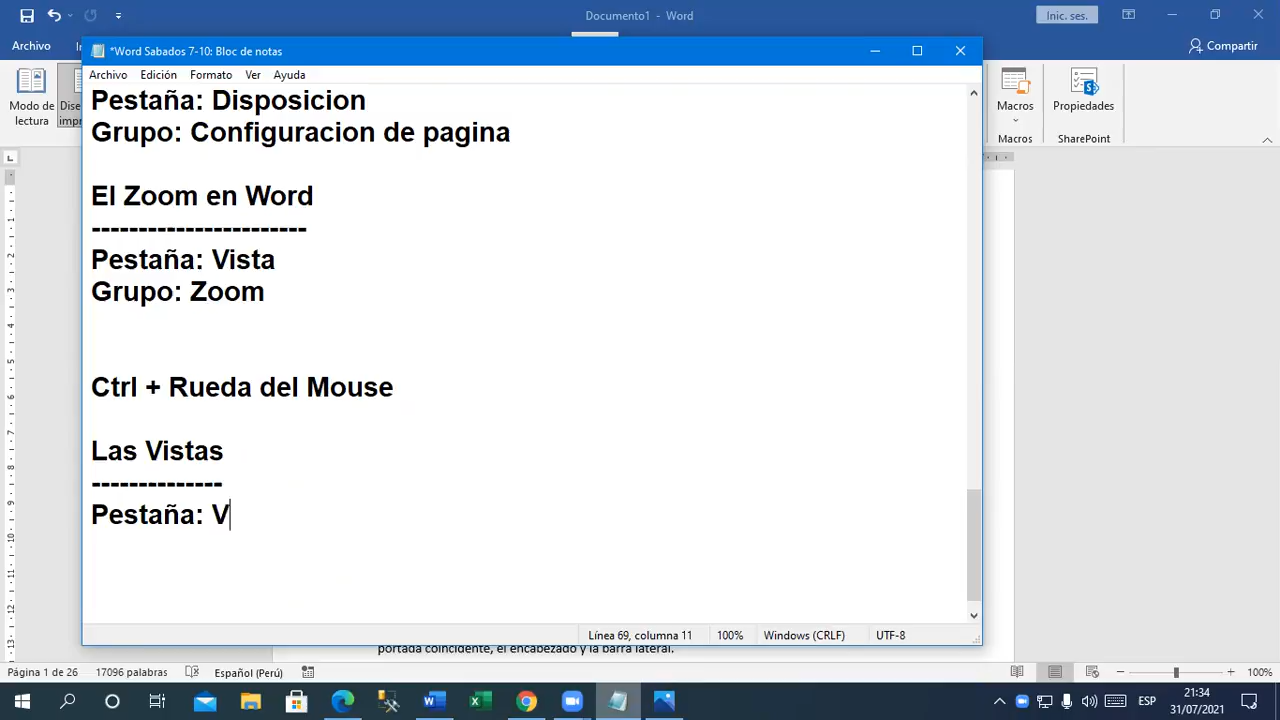 Documento1 - Word
Inic. ses.
Archivo
Compartir
*Word Sabados 7-10: Bloc de notas
Archivo Edición Formato Ver Ayuda
Modo de lectura
Macros
Propiedades
Macros
SharePoint
Pestaña: Disposicion
Grupo: Configuracion de pagina
El Zoom en Word
-----------------------
Pestaña: Vista
Grupo: Zoom
Ctrl + Rueda del Mouse
Las Vistas
--------------
Pestaña: V
Línea 69, columna 11 100% Windows (CRLF) UTF-8
portada coincidente, el encabezado y la barra lateral.
Página 1 de 26 17096 palabras Español (Perú) 100%
ESP
21:34
31/07/2021